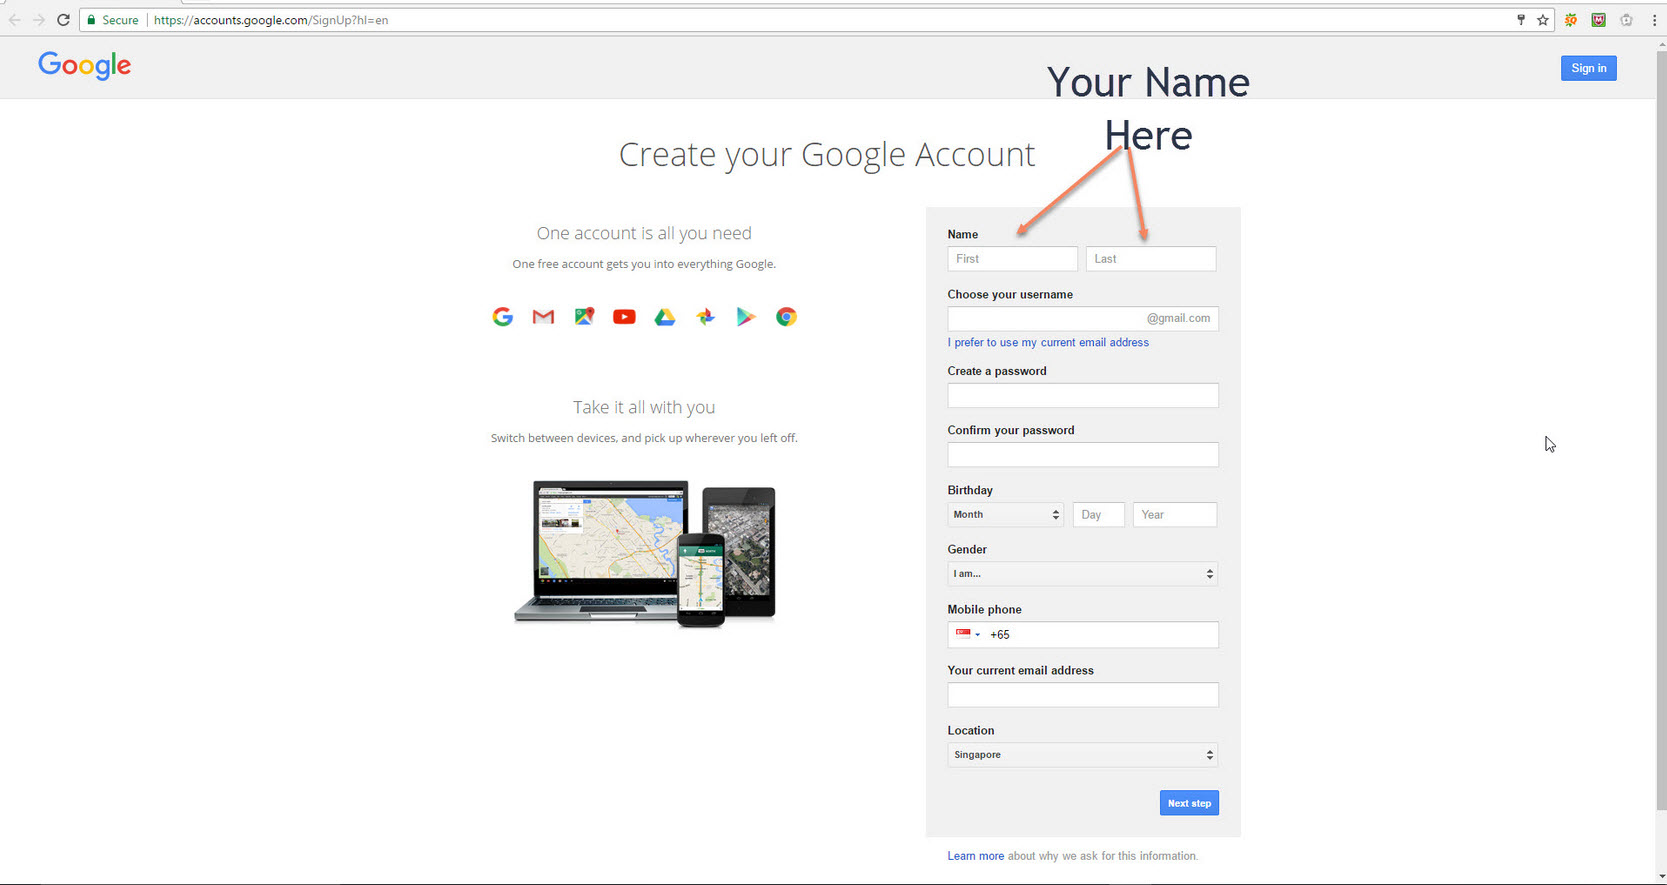 Secure https://accounts.google.com/SignUp?hl=en
Google
Sign in
Your Name
Here
Create your Google Account
One account is all you need
One free account gets you into everything Google.
Take it all with you
Switch between devices, and pick up wherever you left off.
Name
First Last
Choose your username
@gmail.com
I prefer to use my current email address
Create a password
Confirm your password
Birthday
Month Day Year
Gender
I am...
Mobile phone
+65
Your current email address
Location
Singapore
Next step
Learn more about why we ask for this information.